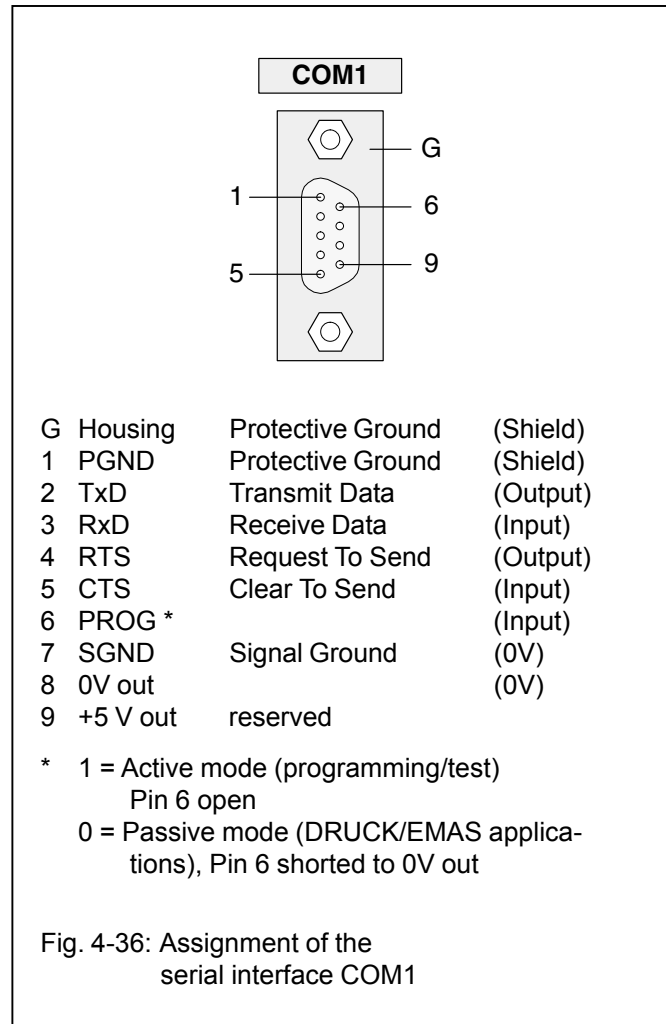 COM1
G
1
6
9
5
G Housing Protective Ground (Shield)
1 PGND Protective Ground (Shield)
2 TxD Transmit Data (Output)
3 RxD Receive Data (Input)
4 RTS Request To Send (Output)
5 CTS Clear To Send (Input)
6 PROG * (Input)
7 SGND Signal Ground (0V)
8 0V out (0V)
9 +5 V out reserved
* 1 = Active mode (programming/test)
Pin 6 open
0 = Passive mode (DRUCK/EMAS applica-
tions), Pin 6 shorted to 0V out
Fig. 4-36: Assignment of the
serial interface COM1